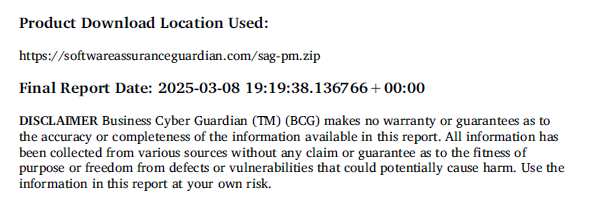 Product Download Location Used:
https://softwareassuranceguardian.com/sag-pm.zip
Final Report Date: 2025-03-08 19:19:38.136766+00:00
DISCLAIMER Business Cyber Guardian (TM) (BCG) makes no warranty or guarantees as to
the accuracy or completeness of the information available in this report. All information has
been collected from various sources without any claim or guarantee as to the fitness of
purpose or freedom from defects or vulnerabilities that could potentially cause harm. Use the
information in this report at your own risk.